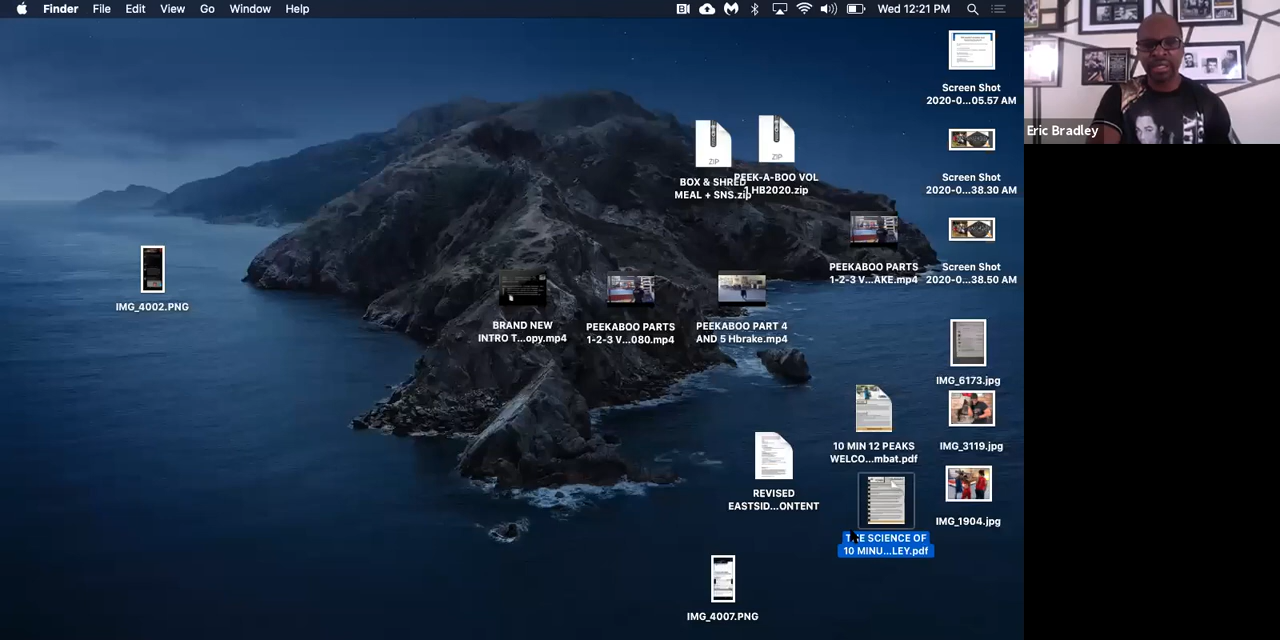 Finder File Edit View Go Window Help Wed 12:21 PM
Screen Shot
2020-0...05.57 AM
Eric Bradley
ZIP
ZIP
BOX & SHRED
MEAL + SNS.zip
PEEK-A-BOO VOL
1 HB2020.zip
Screen Shot
2020-0...38.30 AM
PEEKABOO PARTS
1-2-3 V...AKE.mp4
Screen Shot
2020-0...38.50 AM
IMG_4002.PNG
BRAND NEW
INTRO T...opy.mp4
PEEKABOO PARTS
1-2-3 V...080.mp4
PEEKABOO PART 4
AND 5 Hbrake.mp4
IMG_6173.jpg
10 MIN 12 PEAKS
WELCO...mbat.pdf
IMG_3119.jpg
REVISED
EASTSID...ONTENT
IMG_1904.jpg
THE SCIENCE OF
10 MINU...LEY.pdf
IMG_4007.PNG